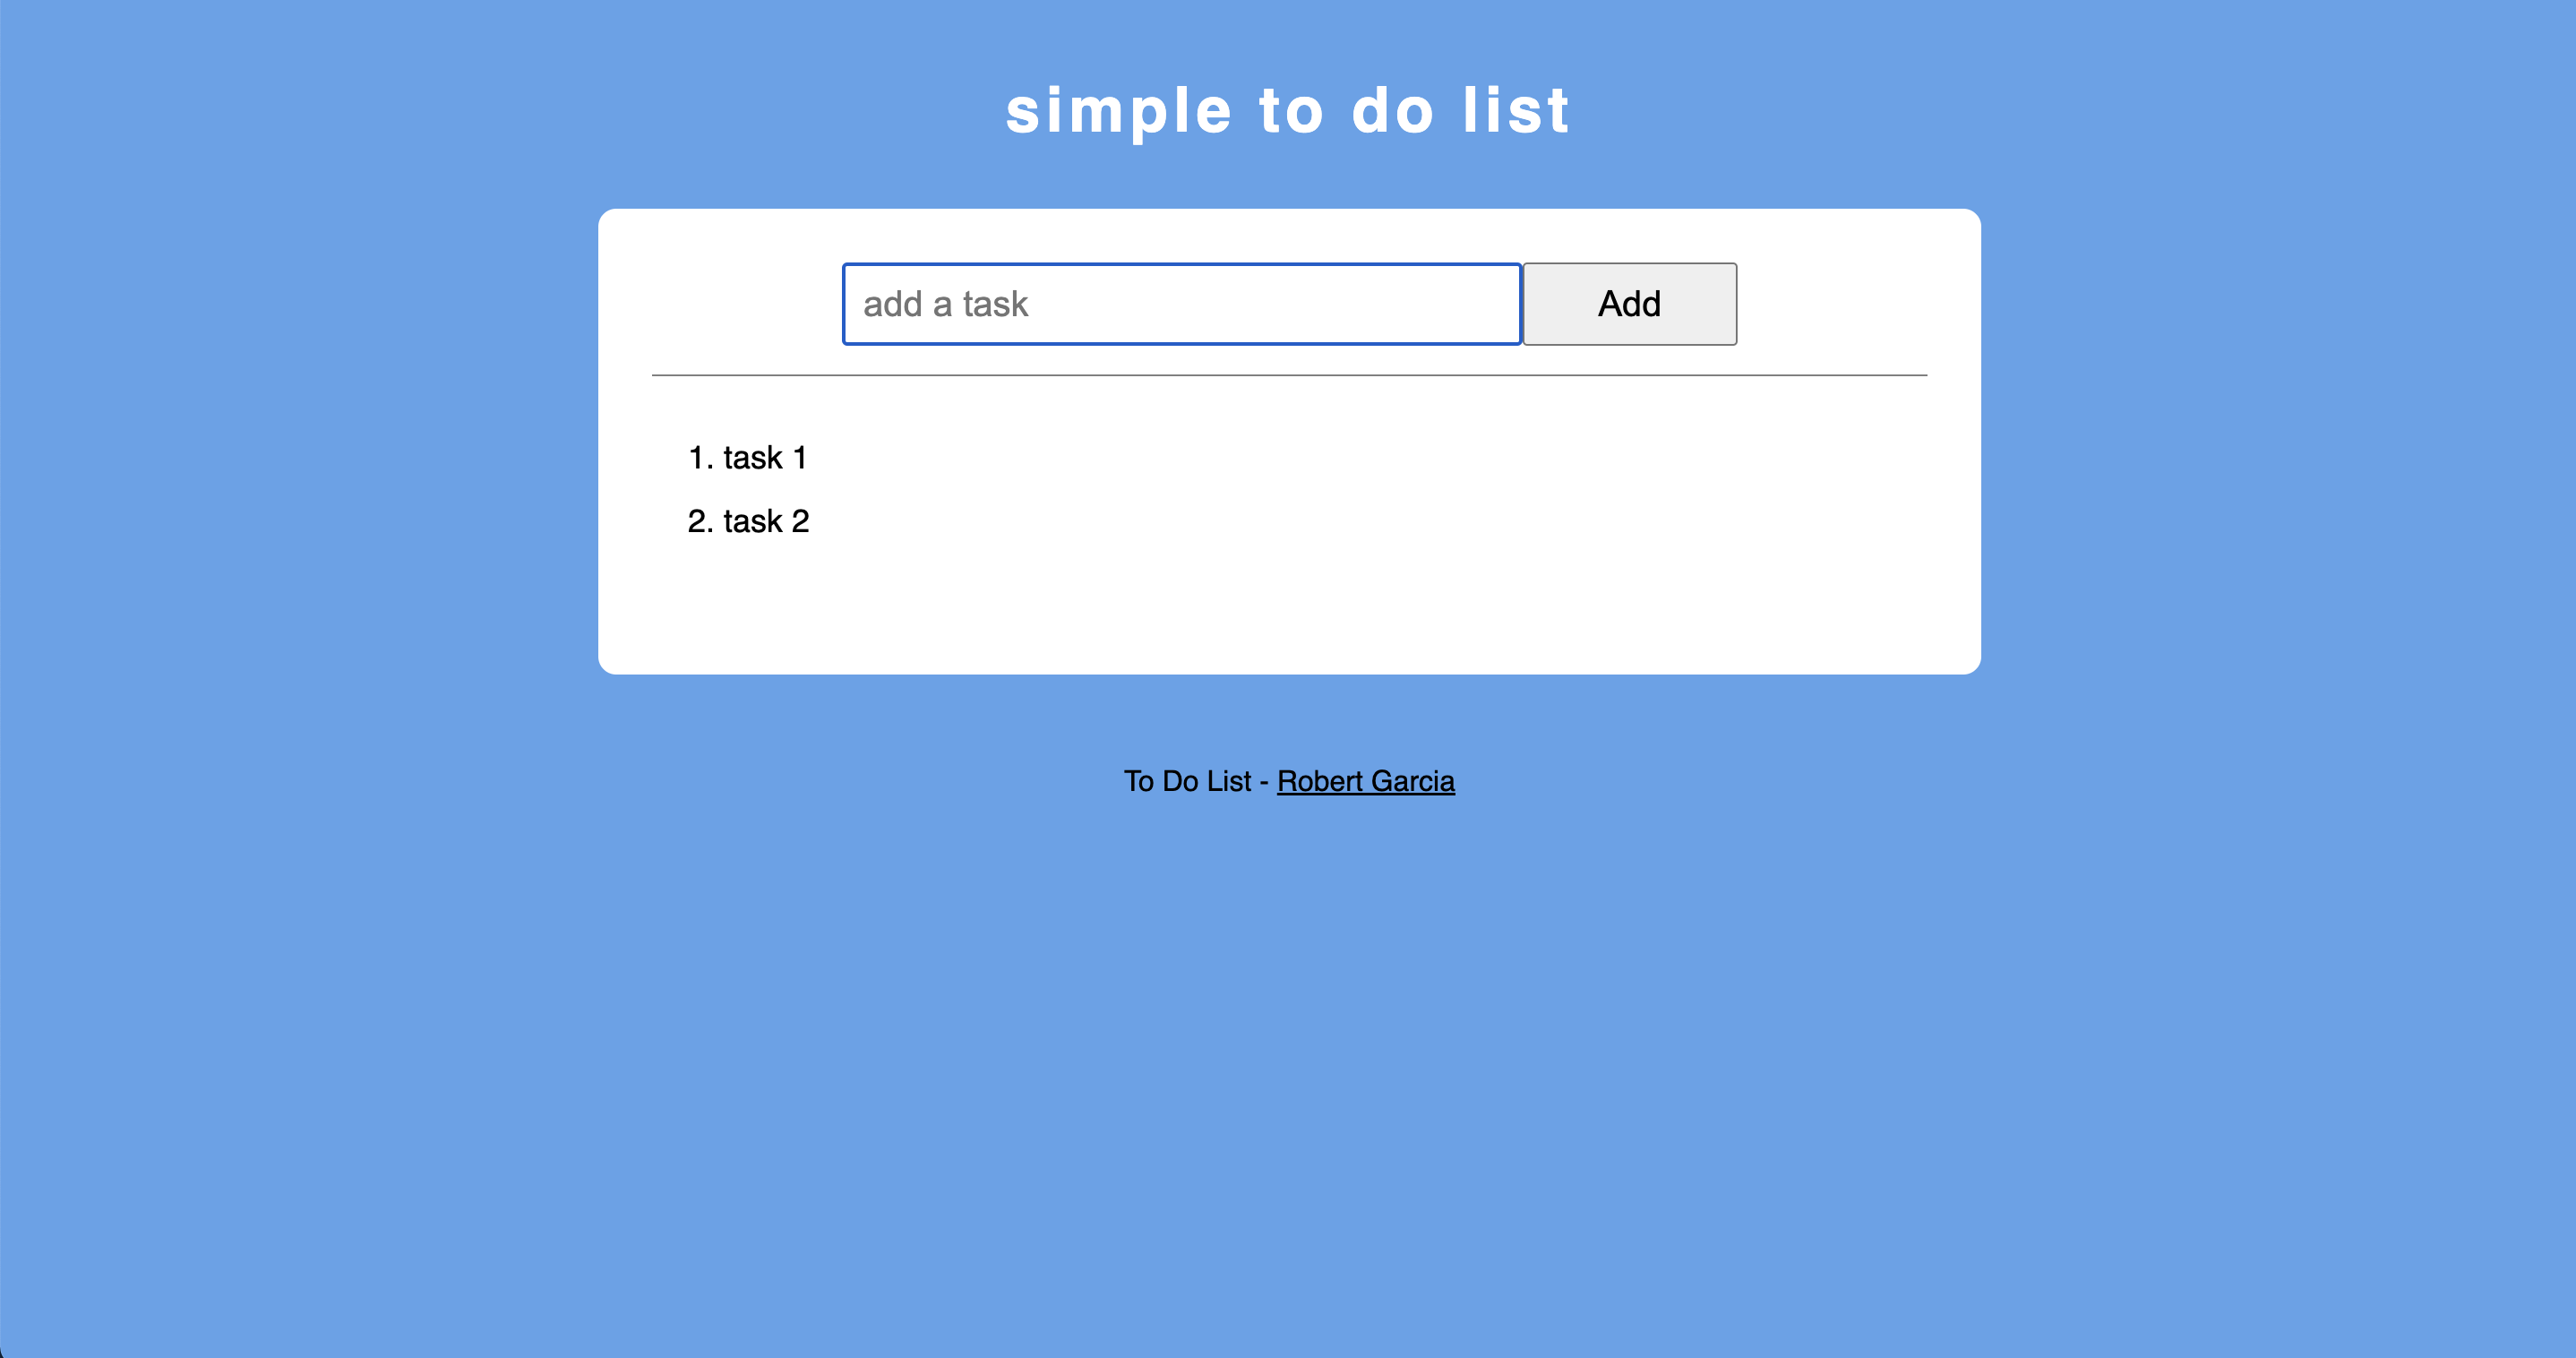 simple to do list
add a task
Add
1. task 1
2. task 2
To Do List - Robert Garcia